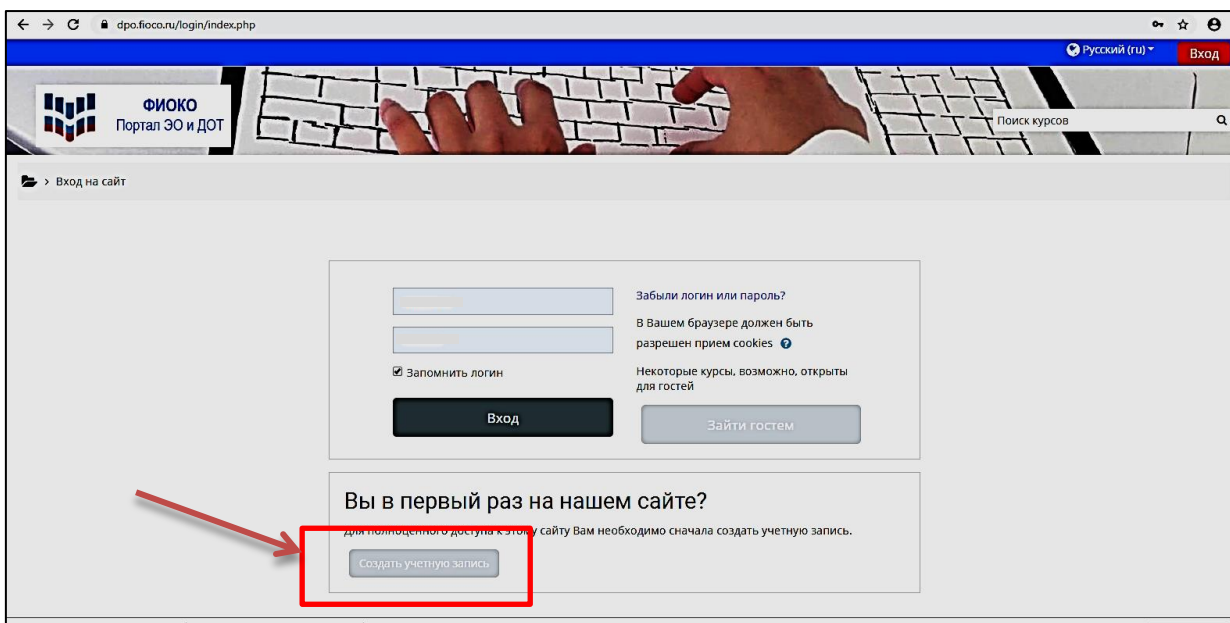 dpo.fioco.ru/login/index.php
Русский (ru)
Вход
ФИОКО
Портал ЭО и ДОТ
Поиск курсов
> Вход на сайт
Забыли логин или пароль?
В Вашем браузере должен быть
разрешен прием cookies
Запомнить логин
Некоторые курсы, возможно, открыты
для гостей
Вход
Зайти гостем
Вы в первый раз на нашем сайте?
Для полноценного доступа к этому сайту Вам необходимо сначала создать учетную запись.
Создать учетную запись